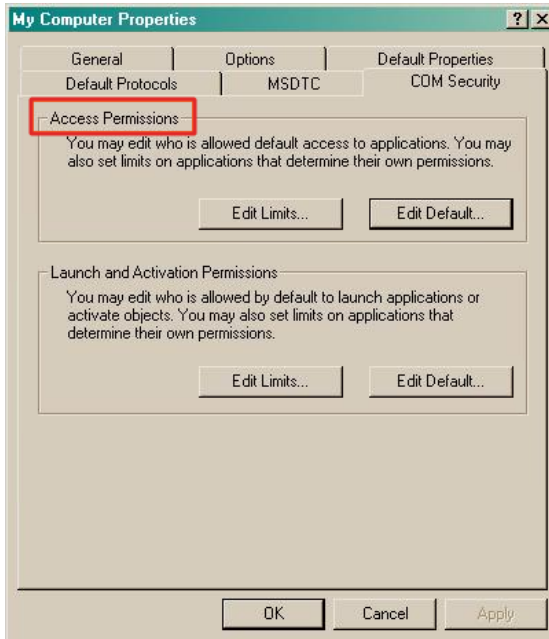 My Computer Properties
General Options Default Properties
Default Protocols MSDTC COM Security
Access Permissions
You may edit who is allowed default access to applications. You may
also set limits on applications that determine their own permissions.
Edit Limits... Edit Default...
Launch and Activation Permissions
You may edit who is allowed by default to launch applications or
activate objects. You may also set limits on applications that
determine their own permissions.
Edit Limits... Edit Default...
OK Cancel Apply